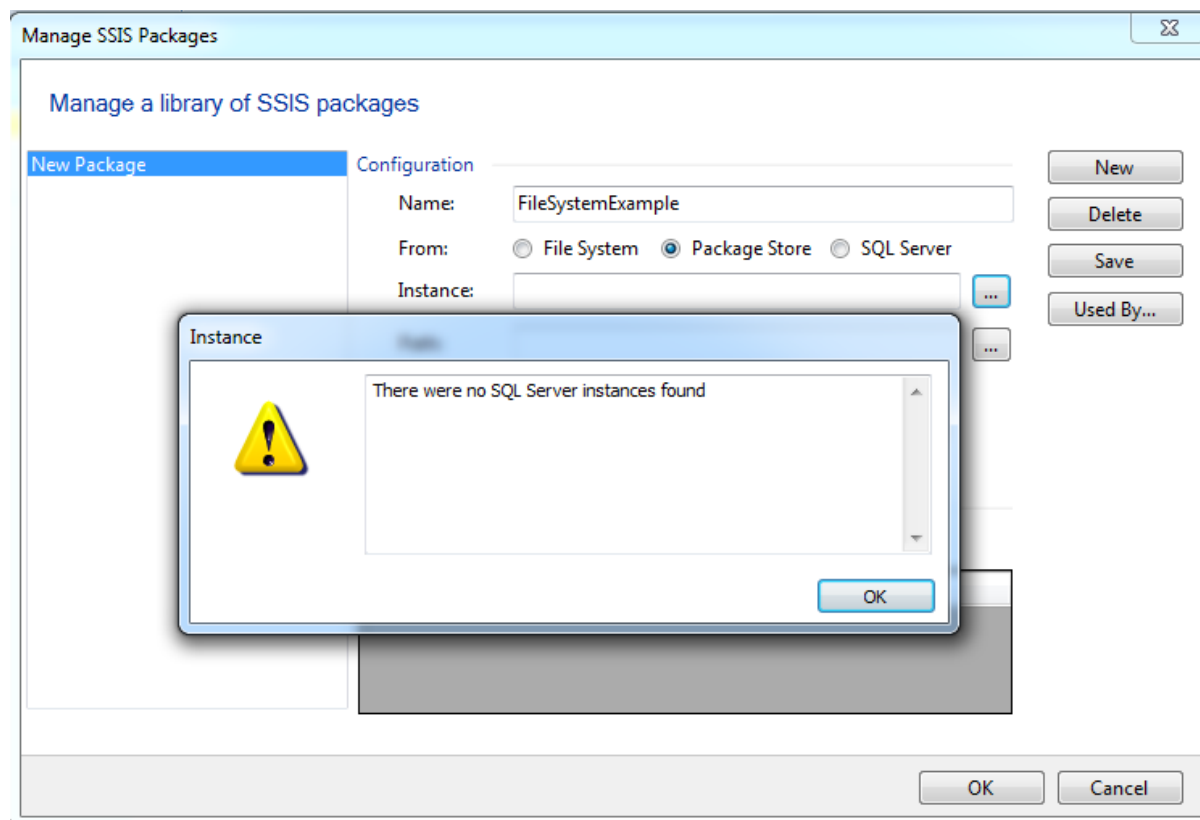 Manage SSIS Packages
Manage a library of SSIS packages
New Package
Configuration
New
Name: FileSystemExample
Delete
From: File System Package Store SQL Server
Save
Instance: ...
Used By...
Instance
...
There were no SQL Server instances found
OK
OK Cancel